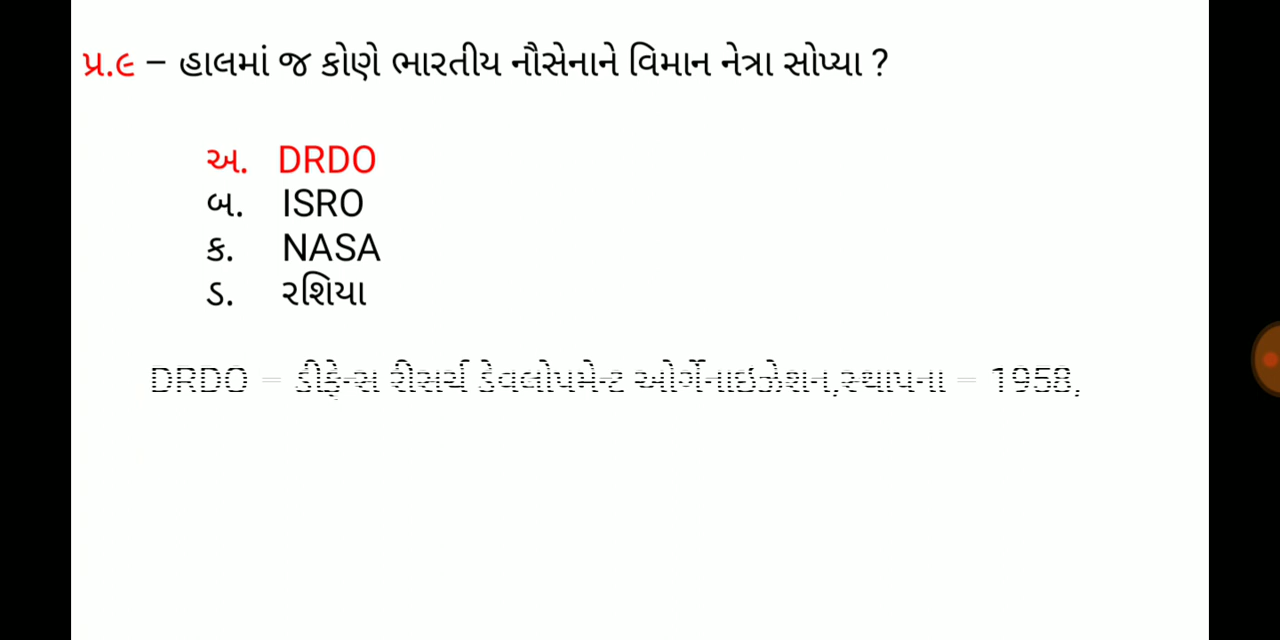 પ્ર.૯ – હાલમાં જ કોણે ભારતીય નૌસેનાને વિમાન નેત્રા સોપ્યા ?
અ. DRDO
બ. ISRO
ક. NASA
ડ. રશિયા
DRDO = ડીફેન્સ રીસર્ચ ડેવલોપમેન્ટ ઓર્ગેનાઇઝેશન,સ્થાપના = 1958,